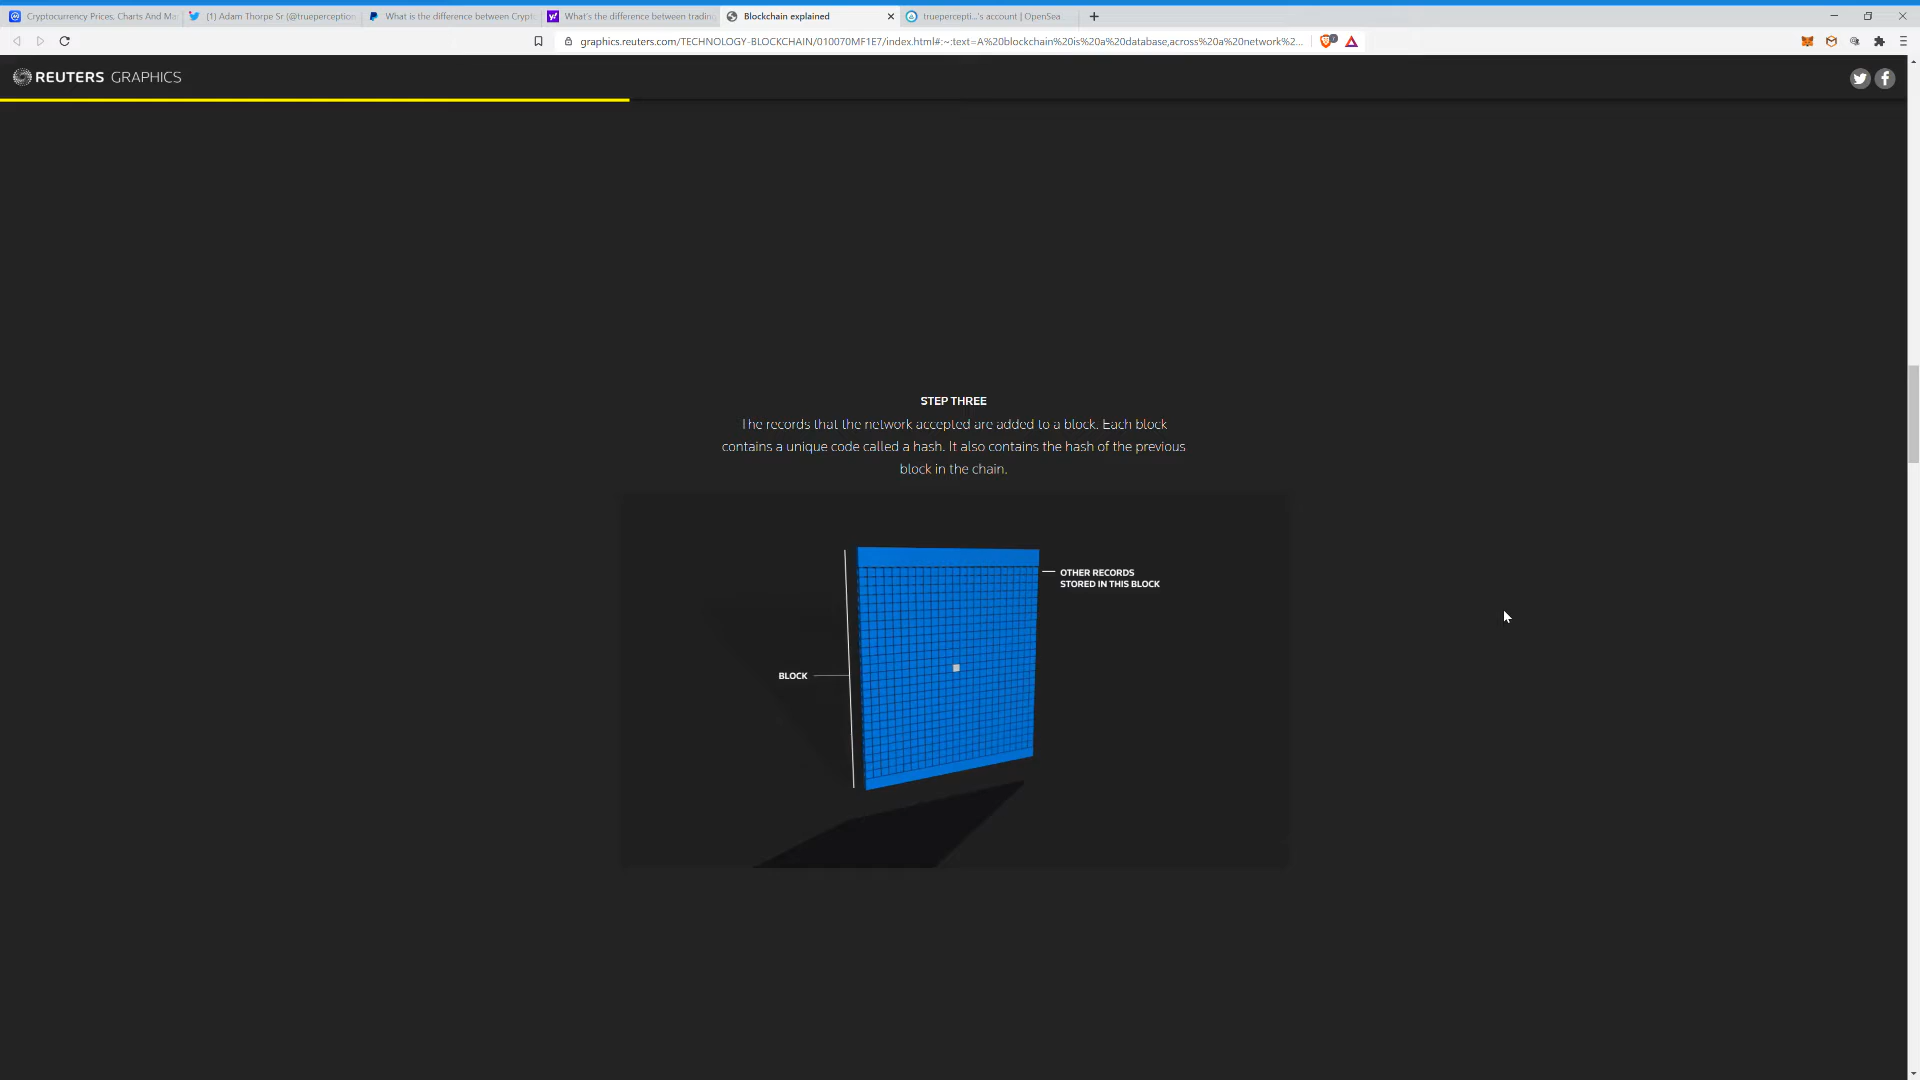 Cryptocurrency Prices, Charts And Ma
(1) Adam Thorpe Sr (@trueperception
What is the difference between Crypt
What's the difference between trading
Blockchain explained
truepercepti...'s account | OpenSea
graphics.reuters.com/TECHNOLOGY-BLOCKCHAIN/010070MF1E7/index.html#:~:text=A%20blockchain%20is%20a%20database,across%20a%20network%2...
REUTERS GRAPHICS
STEP THREE
The records that the network accepted are added to a block. Each block
contains a unique code called a hash. It also contains the hash of the previous
block in the chain.
OTHER RECORDS
STORED IN THIS BLOCK
BLOCK